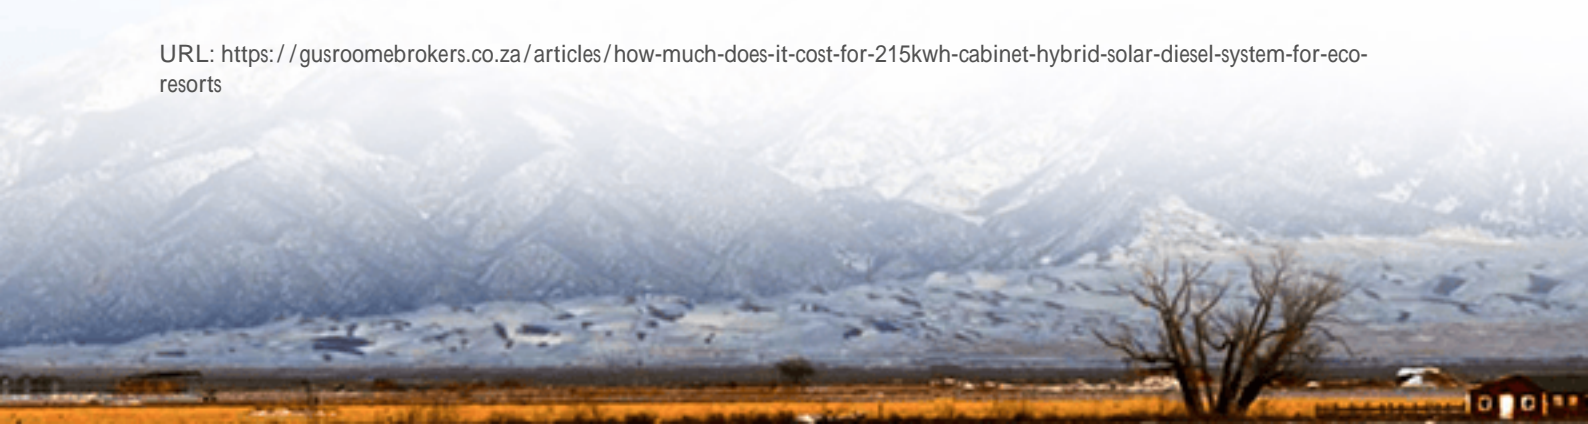 URL: https://gusroomebrokers.co.za/articles/how-much-does-it-cost-for-215kwh-cabinet-hybrid-solar-diesel-system-for-eco-
resorts